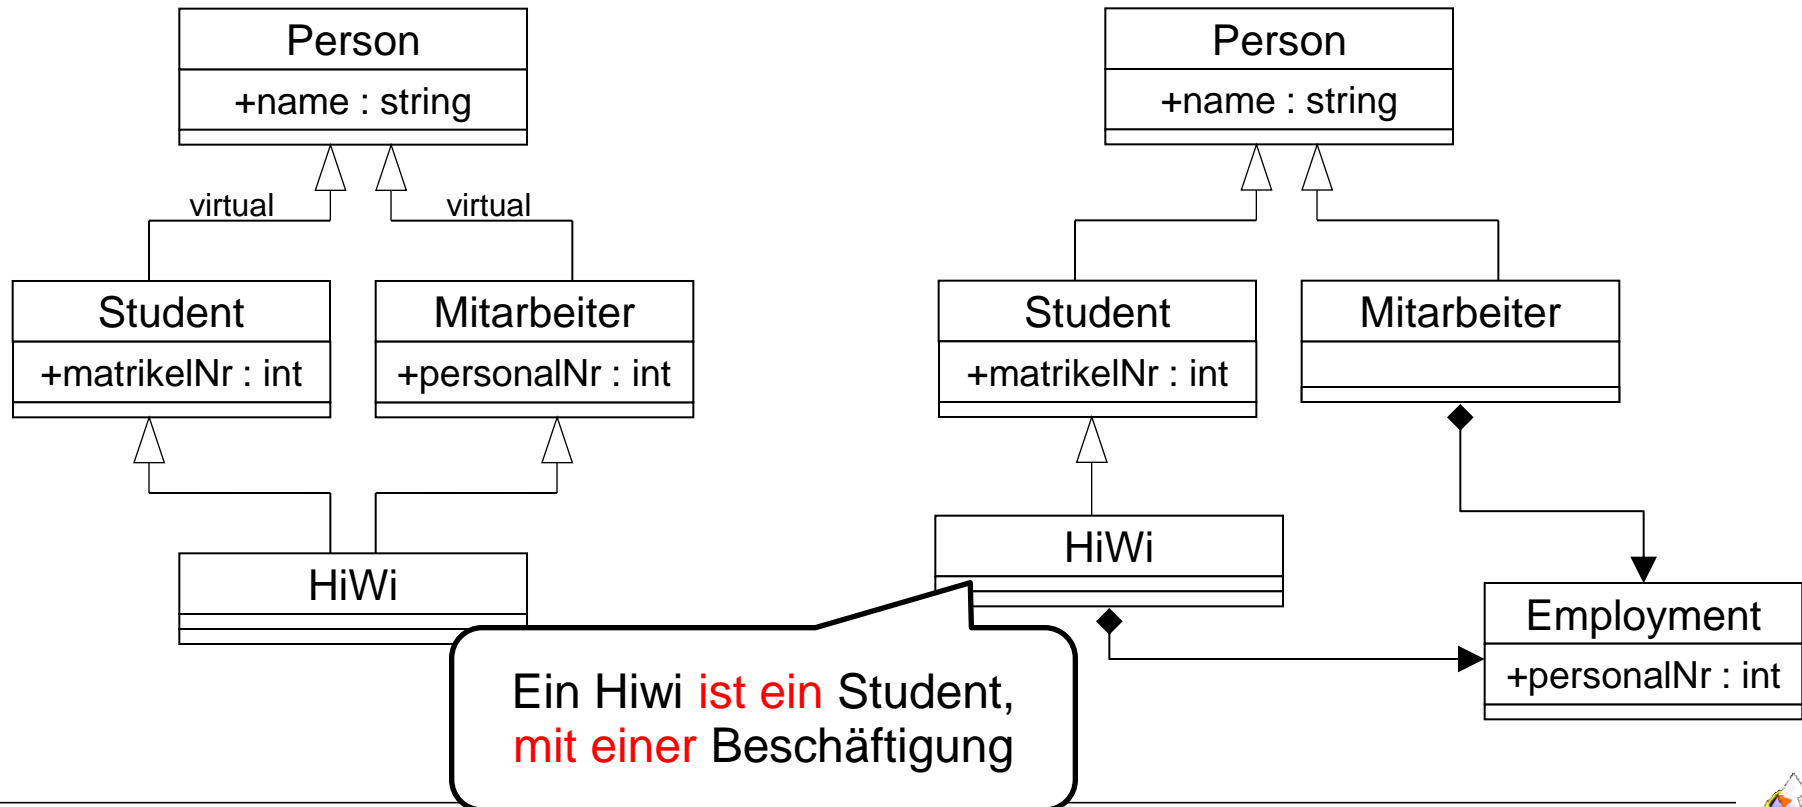 Person
+name : string
virtual
virtual
Student
+matrikelNr : int
Mitarbeiter
+personalNr : int
HiWi
Person
+name : string
Student
+matrikelNr : int
Mitarbeiter
HiWi
Employment
+personalNr : int
Ein Hiwi ist ein Student,
mit einer Beschäftigung